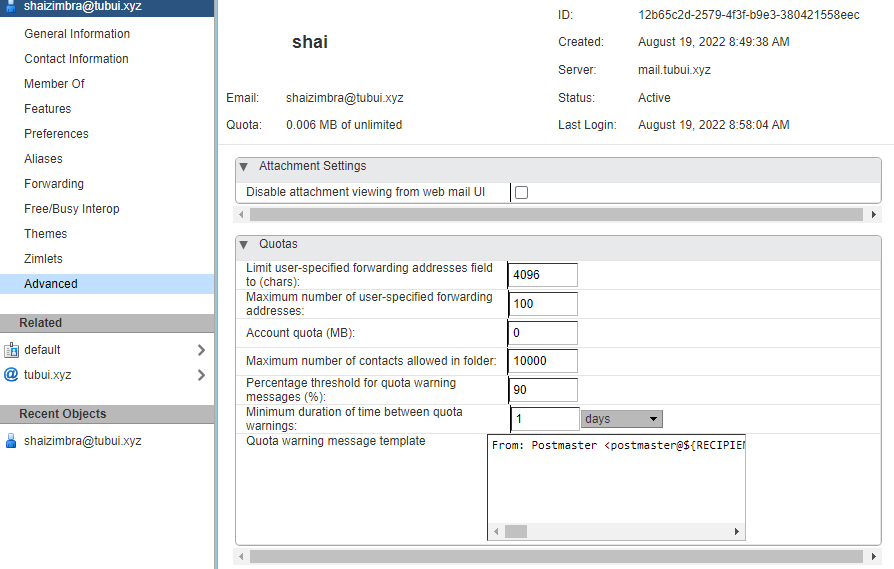 shaizimbra@tubui.xyz
General Information
Contact Information
Member Of
Features
Preferences
Aliases
Forwarding
Free/Busy Interop
Themes
Zimlets
Advanced
Related
default
tubui.xyz
Recent Objects
shaizimbra@tubui.xyz
shai
ID: 12b65c2d-2579-4f3f-b9e3-380421558eec
Created: August 19, 2022 8:49:38 AM
Server: mail.tubui.xyz
Email: shaizimbra@tubui.xyz Status: Active
Quota: 0.006 MB of unlimited Last Login: August 19, 2022 8:58:04 AM
Attachment Settings
Disable attachment viewing from web mail UI
Quotas
Limit user-specified forwarding addresses field
to (chars): 4096
Maximum number of user-specified forwarding
addresses: 100
Account quota (MB): 0
Maximum number of contacts allowed in folder: 10000
Percentage threshold for quota warning
messages (%): 90
Minimum duration of time between quota
warnings: 1 days
Quota warning message template
From: Postmaster <postmaster@${RECIPIEN